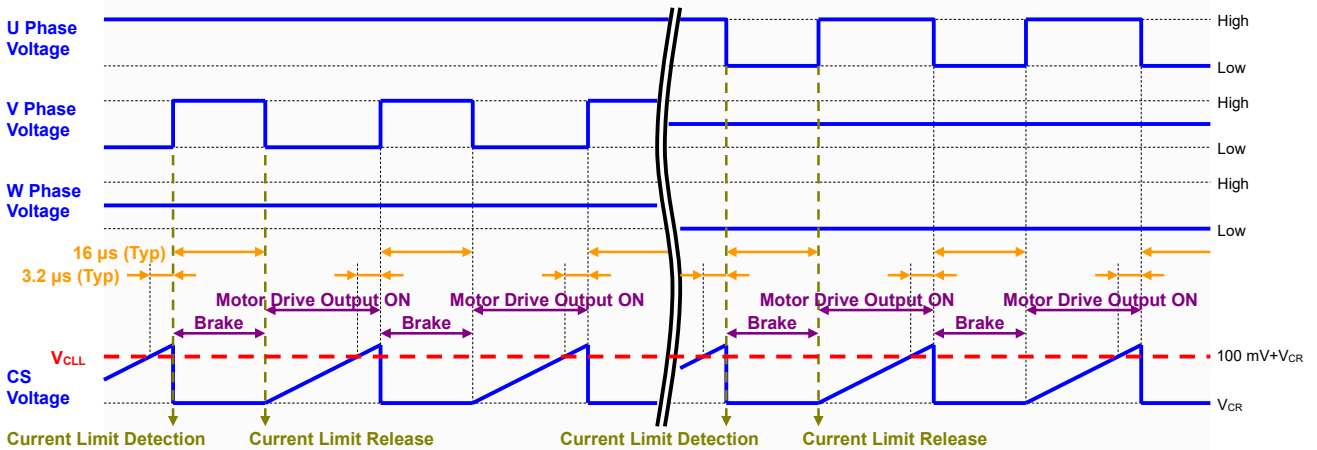 U Phase
Voltage
High
Low
V Phase
Voltage
High
Low
W Phase
Voltage
High
Low
16 μs (Typ)
3.2 μs (Typ)
Motor Drive Output ON
Motor Drive Output ON
Motor Drive Output ON
Motor Drive Output ON
Brake
Brake
Brake
Brake
VCLL
100 mV+VCR
CS
Voltage
VCR
Current Limit Detection
Current Limit Release
Current Limit Detection
Current Limit Release